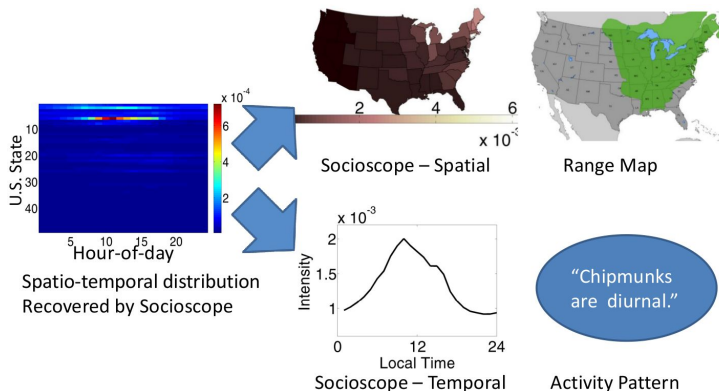 x 10⁻⁴
6
4
2
10
20
30
40
U.S. State
5 10 15 20
Hour-of-day
Spatio-temporal distribution
Recovered by Socioscope
2 4 6
x 10⁻³
Socioscope – Spatial
Range Map
x 10⁻³
2
1.5
1
Intensity
0 12 24
Local Time
Socioscope – Temporal
“Chipmunks
are diurnal.”
Activity Pattern